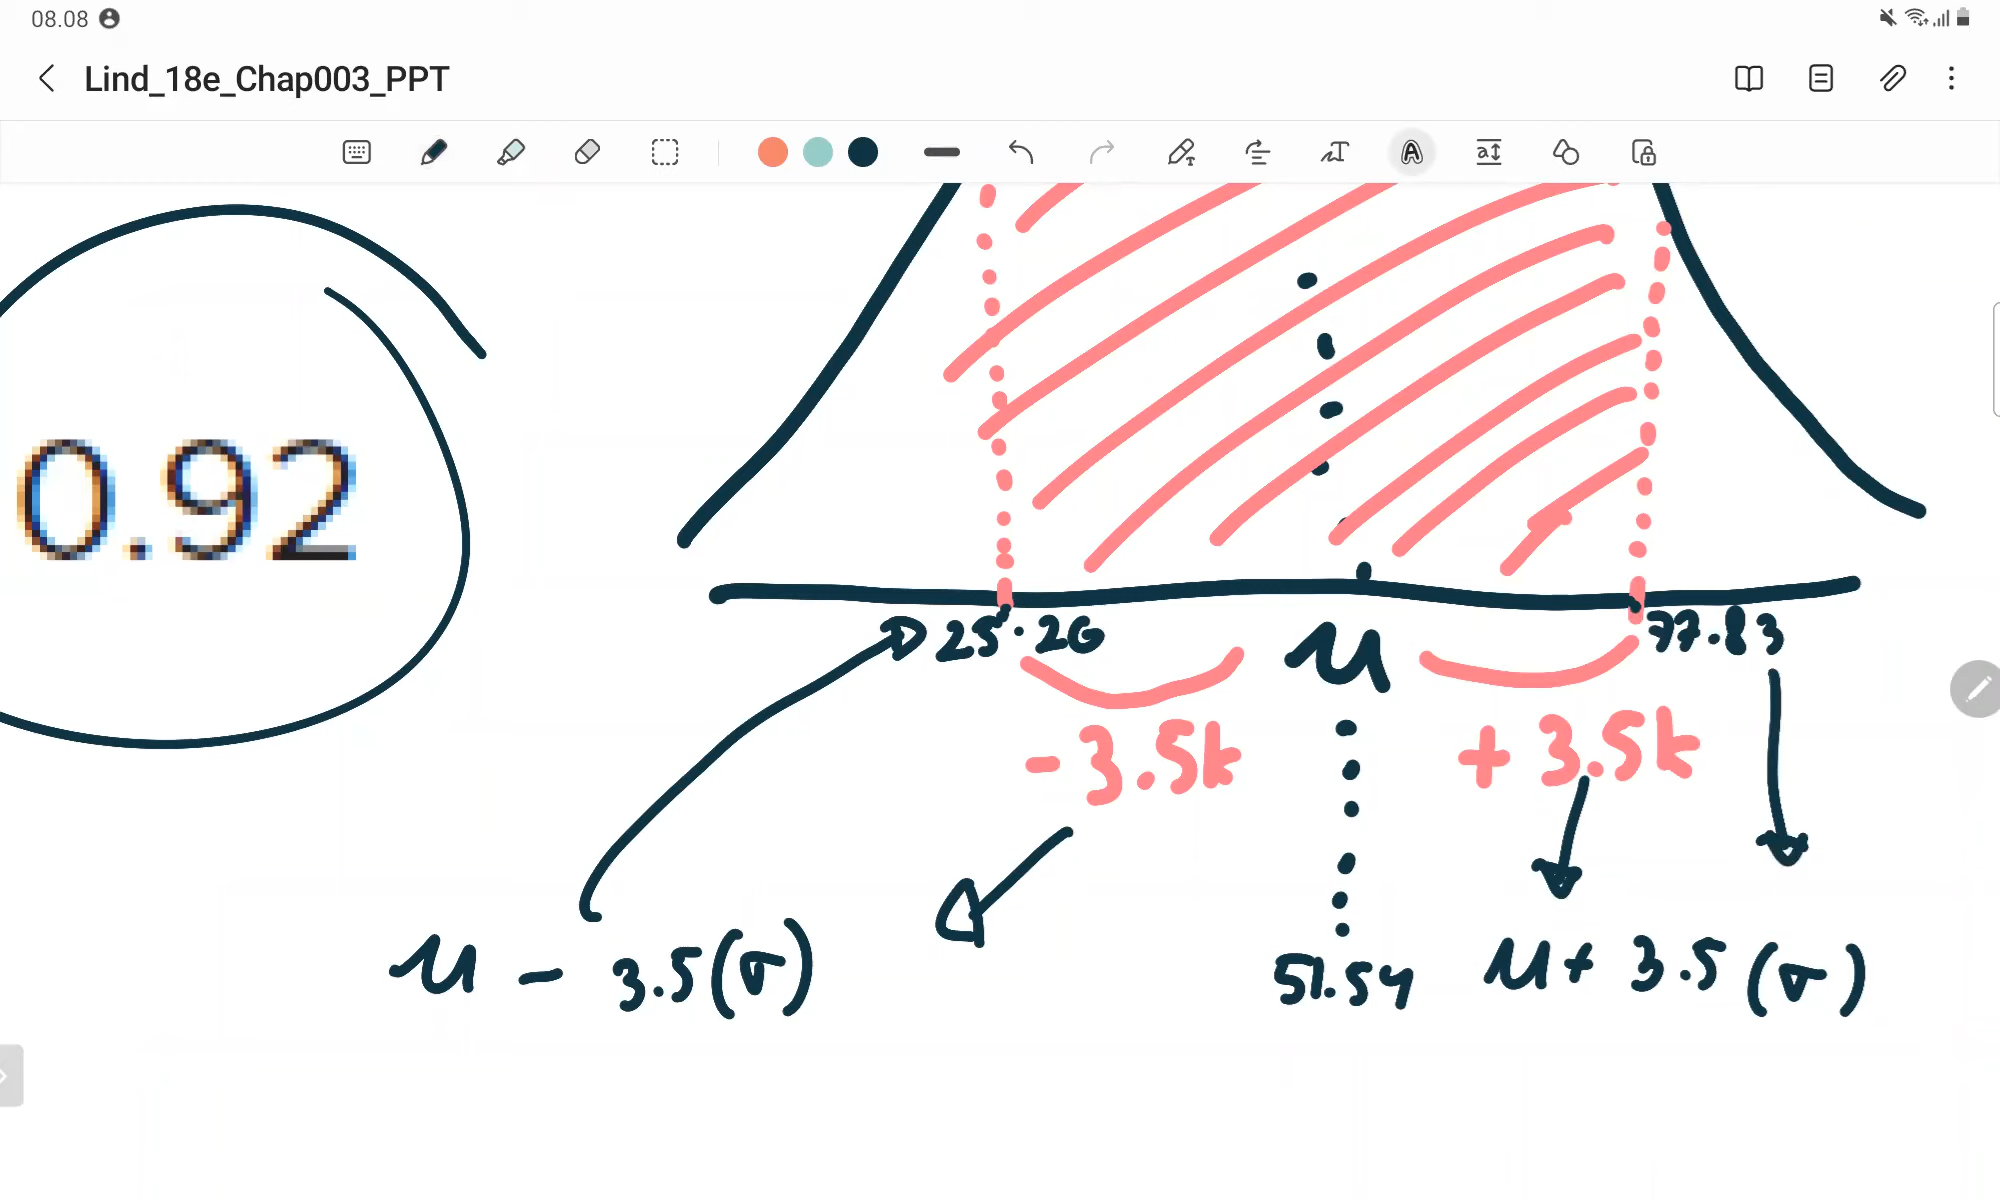 08.08
Lind_18e_Chap003_PPT
0.92
25.26 μ 77.83
- 3.5k + 3.5k
μ - 3.5(σ) 51.54 μ + 3.5(σ)